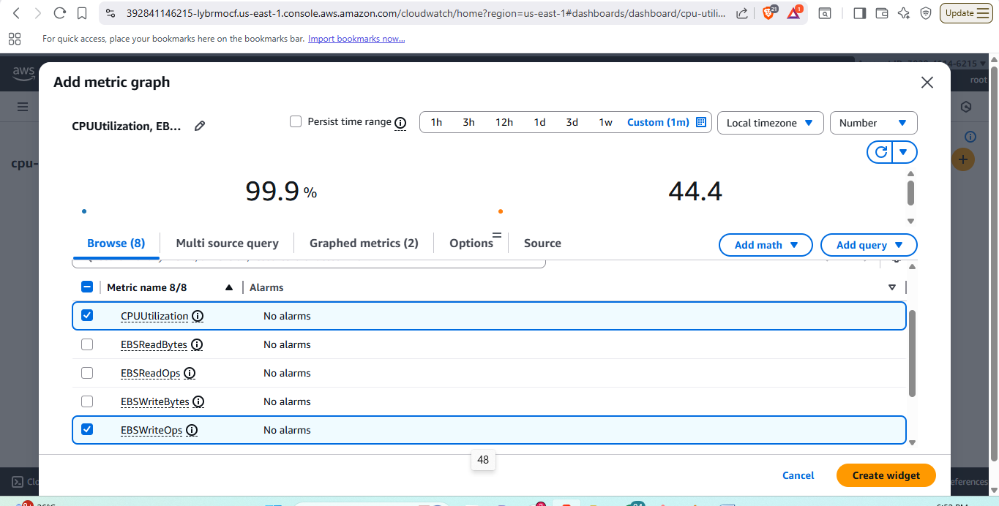 392841146215-lybrmocf.us-east-1.console.aws.amazon.com/cloudwatch/home?region=us-east-1#dashboards/dashboard/cpu-utili...
21
1
Update
For quick access, place your bookmarks here on the bookmarks bar. Import bookmarks now...
aws
root
Add metric graph
CPUUtilization, EB...
Persist time range
1h 3h 12h 1d 3d 1w Custom (1m)
Local timezone
Number
cpu-
99.9 % 44.4
Browse (8) Multi source query Graphed metrics (2) Options Source
Add math Add query
Metric name 8/8 Alarms
CPUUtilization No alarms
EBSReadBytes No alarms
EBSReadOps No alarms
EBSWriteBytes No alarms
EBSWriteOps No alarms
48
Cancel Create widget